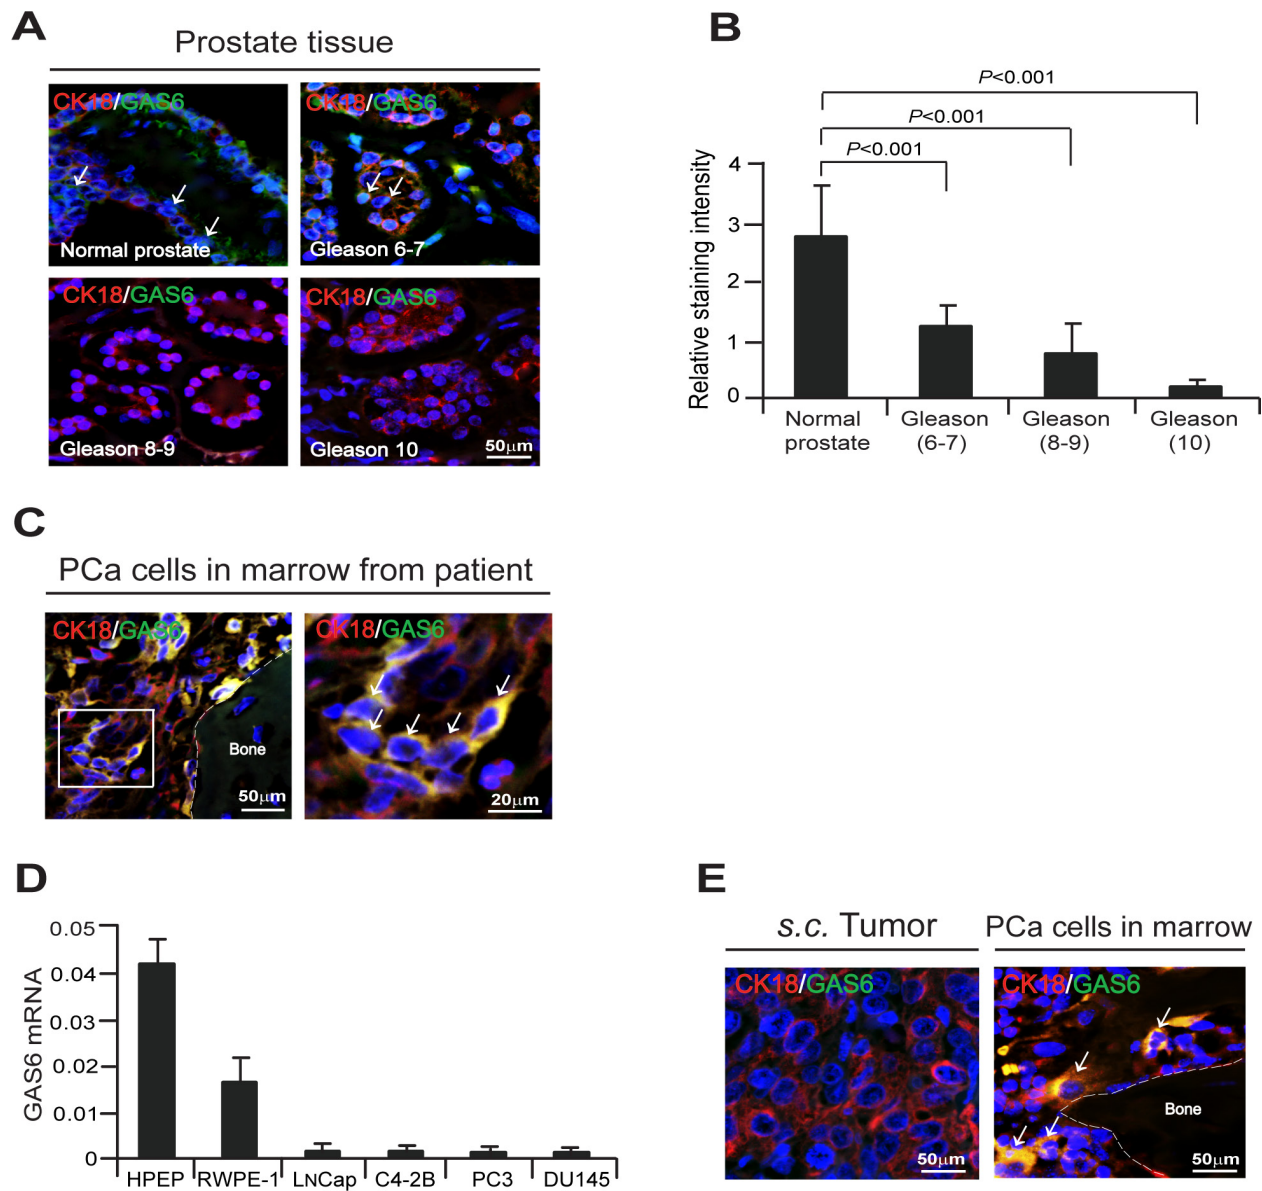 A
Prostate tissue
CK18/GAS6
Normal prostate
CK18/GAS6
Gleason 6-7
CK18/GAS6
Gleason 8-9
CK18/GAS6
Gleason 10
50μm
B
P<0.001
P<0.001
P<0.001
Relative staining intensity
4
3
2
1
0
Normal
prostate
Gleason
(6-7)
Gleason
(8-9)
Gleason
(10)
C
PCa cells in marrow from patient
CK18/GAS6
Bone
50μm
CK18/GAS6
20μm
D
GAS6 mRNA
0.05
0.04
0.03
0.02
0.01
0
HPEP
RWPE-1
LNCap
C4-2B
PC3
DU145
E
s.c. Tumor
CK18/GAS6
50μm
PCa cells in marrow
CK18/GAS6
Bone
50μm